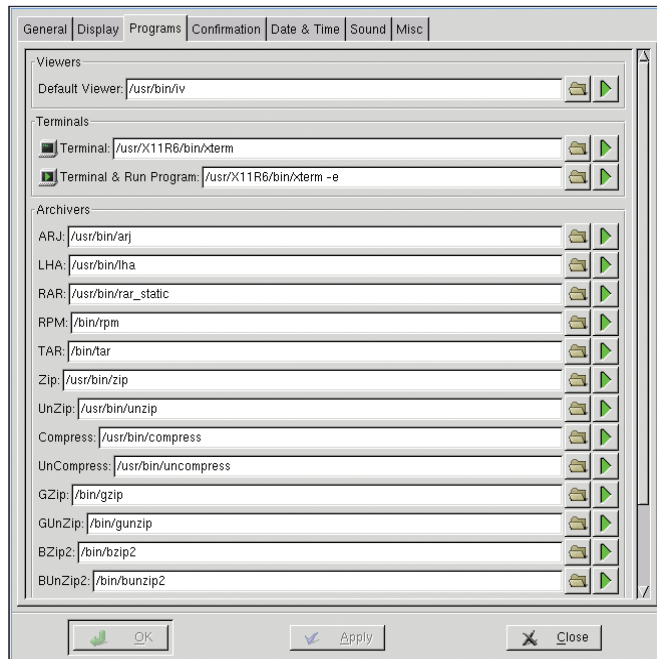 General Display Programs Confirmation Date & Time Sound Misc
Viewers
Default Viewer: /usr/bin/iv
Terminals
Terminal: /usr/X11R6/bin/xterm
Terminal & Run Program: /usr/X11R6/bin/xterm -e
Archivers
ARJ: /usr/bin/arj
LHA: /usr/bin/lha
RAR: /usr/bin/rar_static
RPM: /bin/rpm
TAR: /bin/tar
Zip: /usr/bin/zip
UnZip: /usr/bin/unzip
Compress: /usr/bin/compress
UnCompress: /usr/bin/uncompress
GZip: /bin/gzip
GUnZip: /bin/gunzip
BZip2: /bin/bzip2
BUnZip2: /bin/bunzip2
OK Apply Close